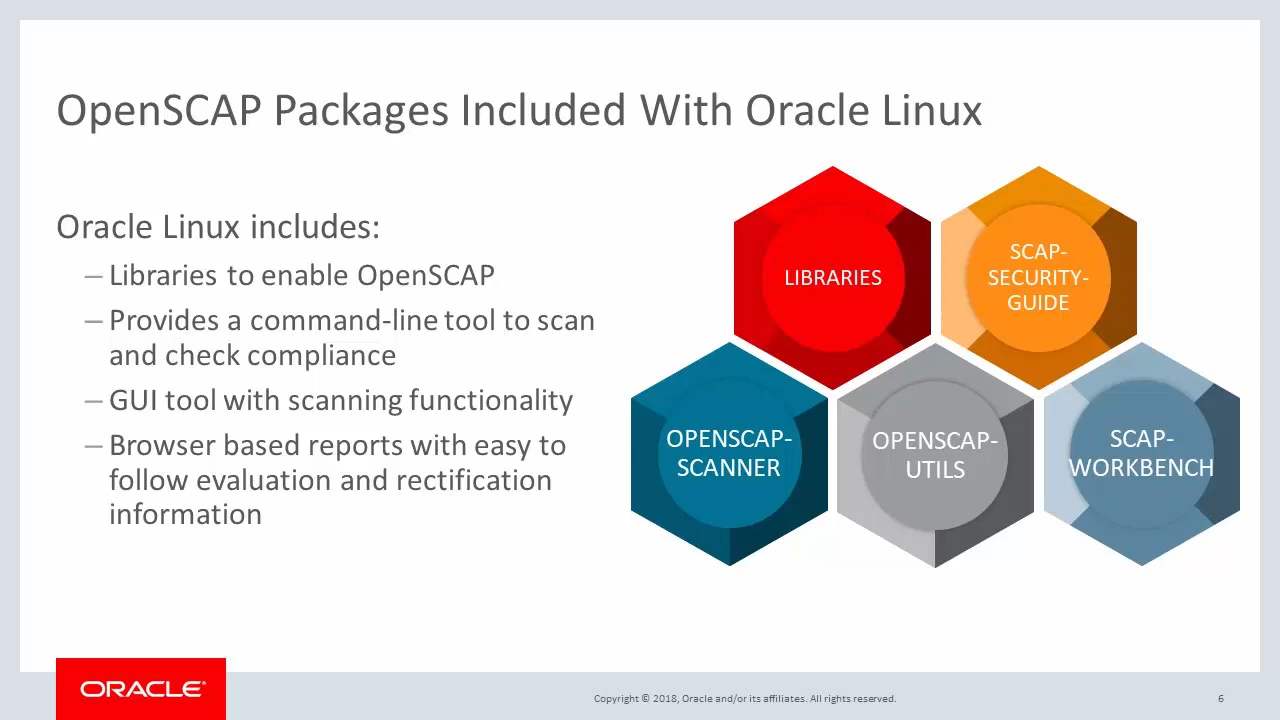 OpenSCAP Packages Included With Oracle Linux
Oracle Linux includes:
– Libraries to enable OpenSCAP
– Provides a command-line tool to scan
and check compliance
– GUI tool with scanning functionality
– Browser based reports with easy to
follow evaluation and rectification
information
LIBRARIES
SCAP-
SECURITY-
GUIDE
OPENSCAP-
SCANNER
OPENSCAP-
UTILS
SCAP-
WORKBENCH
ORACLE®
Copyright © 2018, Oracle and/or its affiliates. All rights reserved.
6